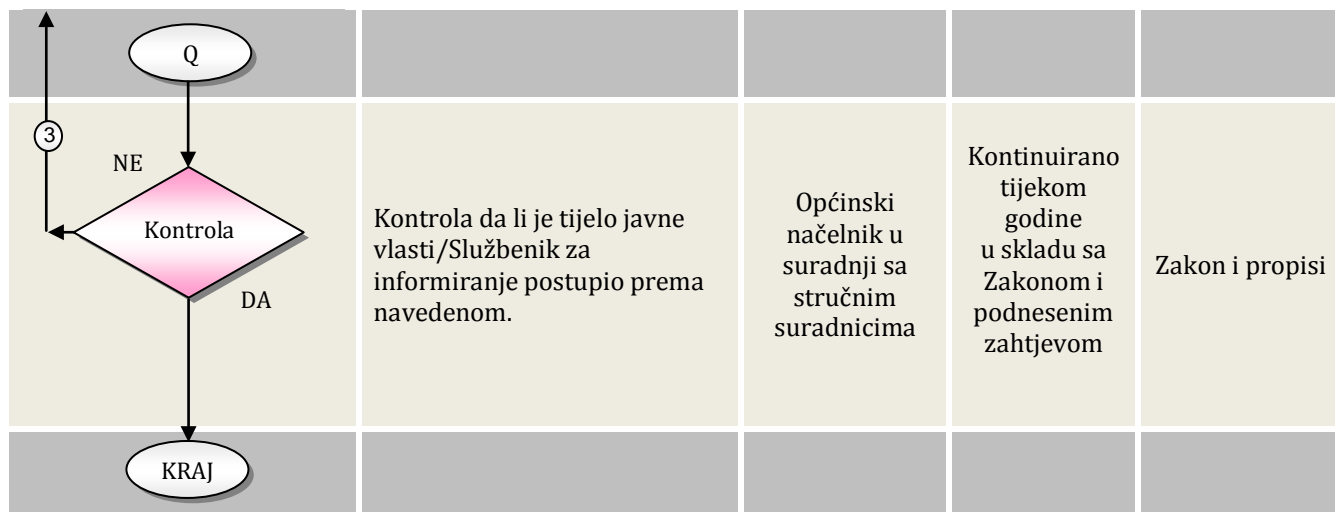 Q
3
NE
Kontrola
DA
Kontrola da li je tijelo javne
vlasti/Službenik za
informiranje postupio prema
navedenom.
Općinski
načelnik u
suradnji sa
stručnim
suradnicima
Kontinuirano
tijekom
godine
u skladu sa
Zakonom i
podnesenim
zahtjevom
Zakon i propisi
KRAJ